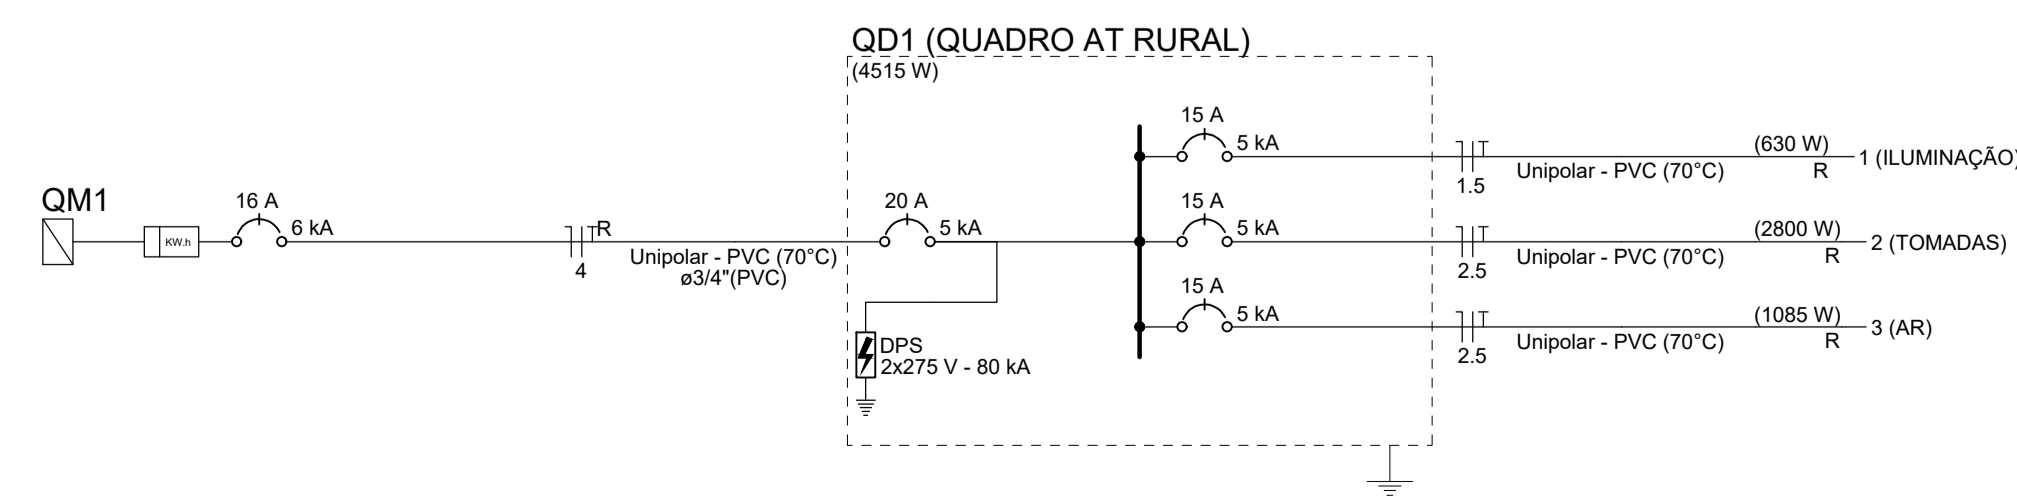 QD1 (QUADRO AT RURAL)
(4515 W)
QM1
KW.h
16 A
6 kA
R
4
Unipolar - PVC (70°C)
ø3/4"(PVC)
20 A
5 kA
DPS
2x275 V - 80 kA
15 A
5 kA
1.5
Unipolar - PVC (70°C)
(630 W)
R
1 (ILUMINAÇÃO)
15 A
5 kA
2.5
Unipolar - PVC (70°C)
(2800 W)
R
2 (TOMADAS)
15 A
5 kA
2.5
Unipolar - PVC (70°C)
(1085 W)
R
3 (AR)